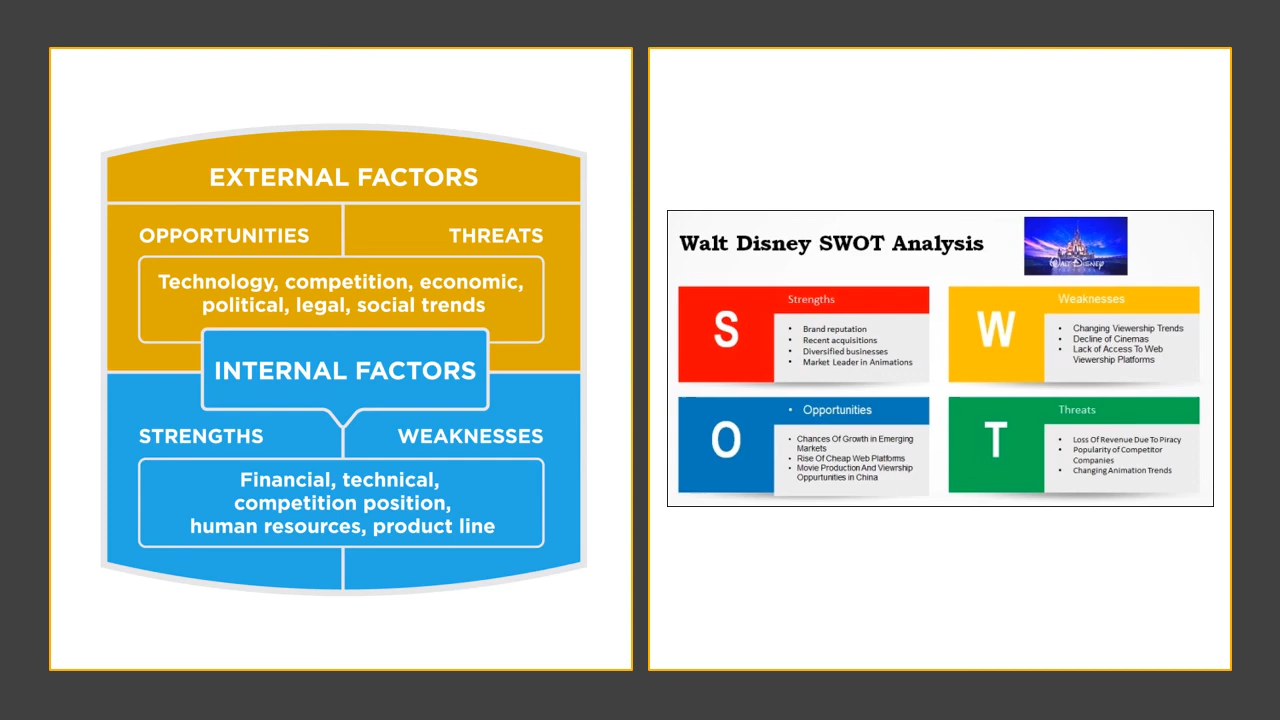 EXTERNAL FACTORS
OPPORTUNITIES
THREATS
Technology, competition, economic,
political, legal, social trends
INTERNAL FACTORS
STRENGTHS
WEAKNESSES
Financial, technical,
competition position,
human resources, product line
Walt Disney SWOT Analysis
WALT DISNEY
S
Strengths
• Brand reputation
• Recent acquisitions
• Diversified businesses
• Market Leader in Animations
W
Weaknesses
• Changing Viewership Trends
• Decline of Cinemas
• Lack of Access To Web
Viewership Platforms
O
• Opportunities
• Chances Of Growth in Emerging
Markets
• Rise Of Cheap Web Platforms
• Movie Production And Viewrship
Oppurtunities in China
T
Threats
• Loss Of Revenue Due To Piracy
• Popularity of Competitor
Companies
• Changing Animation Trends